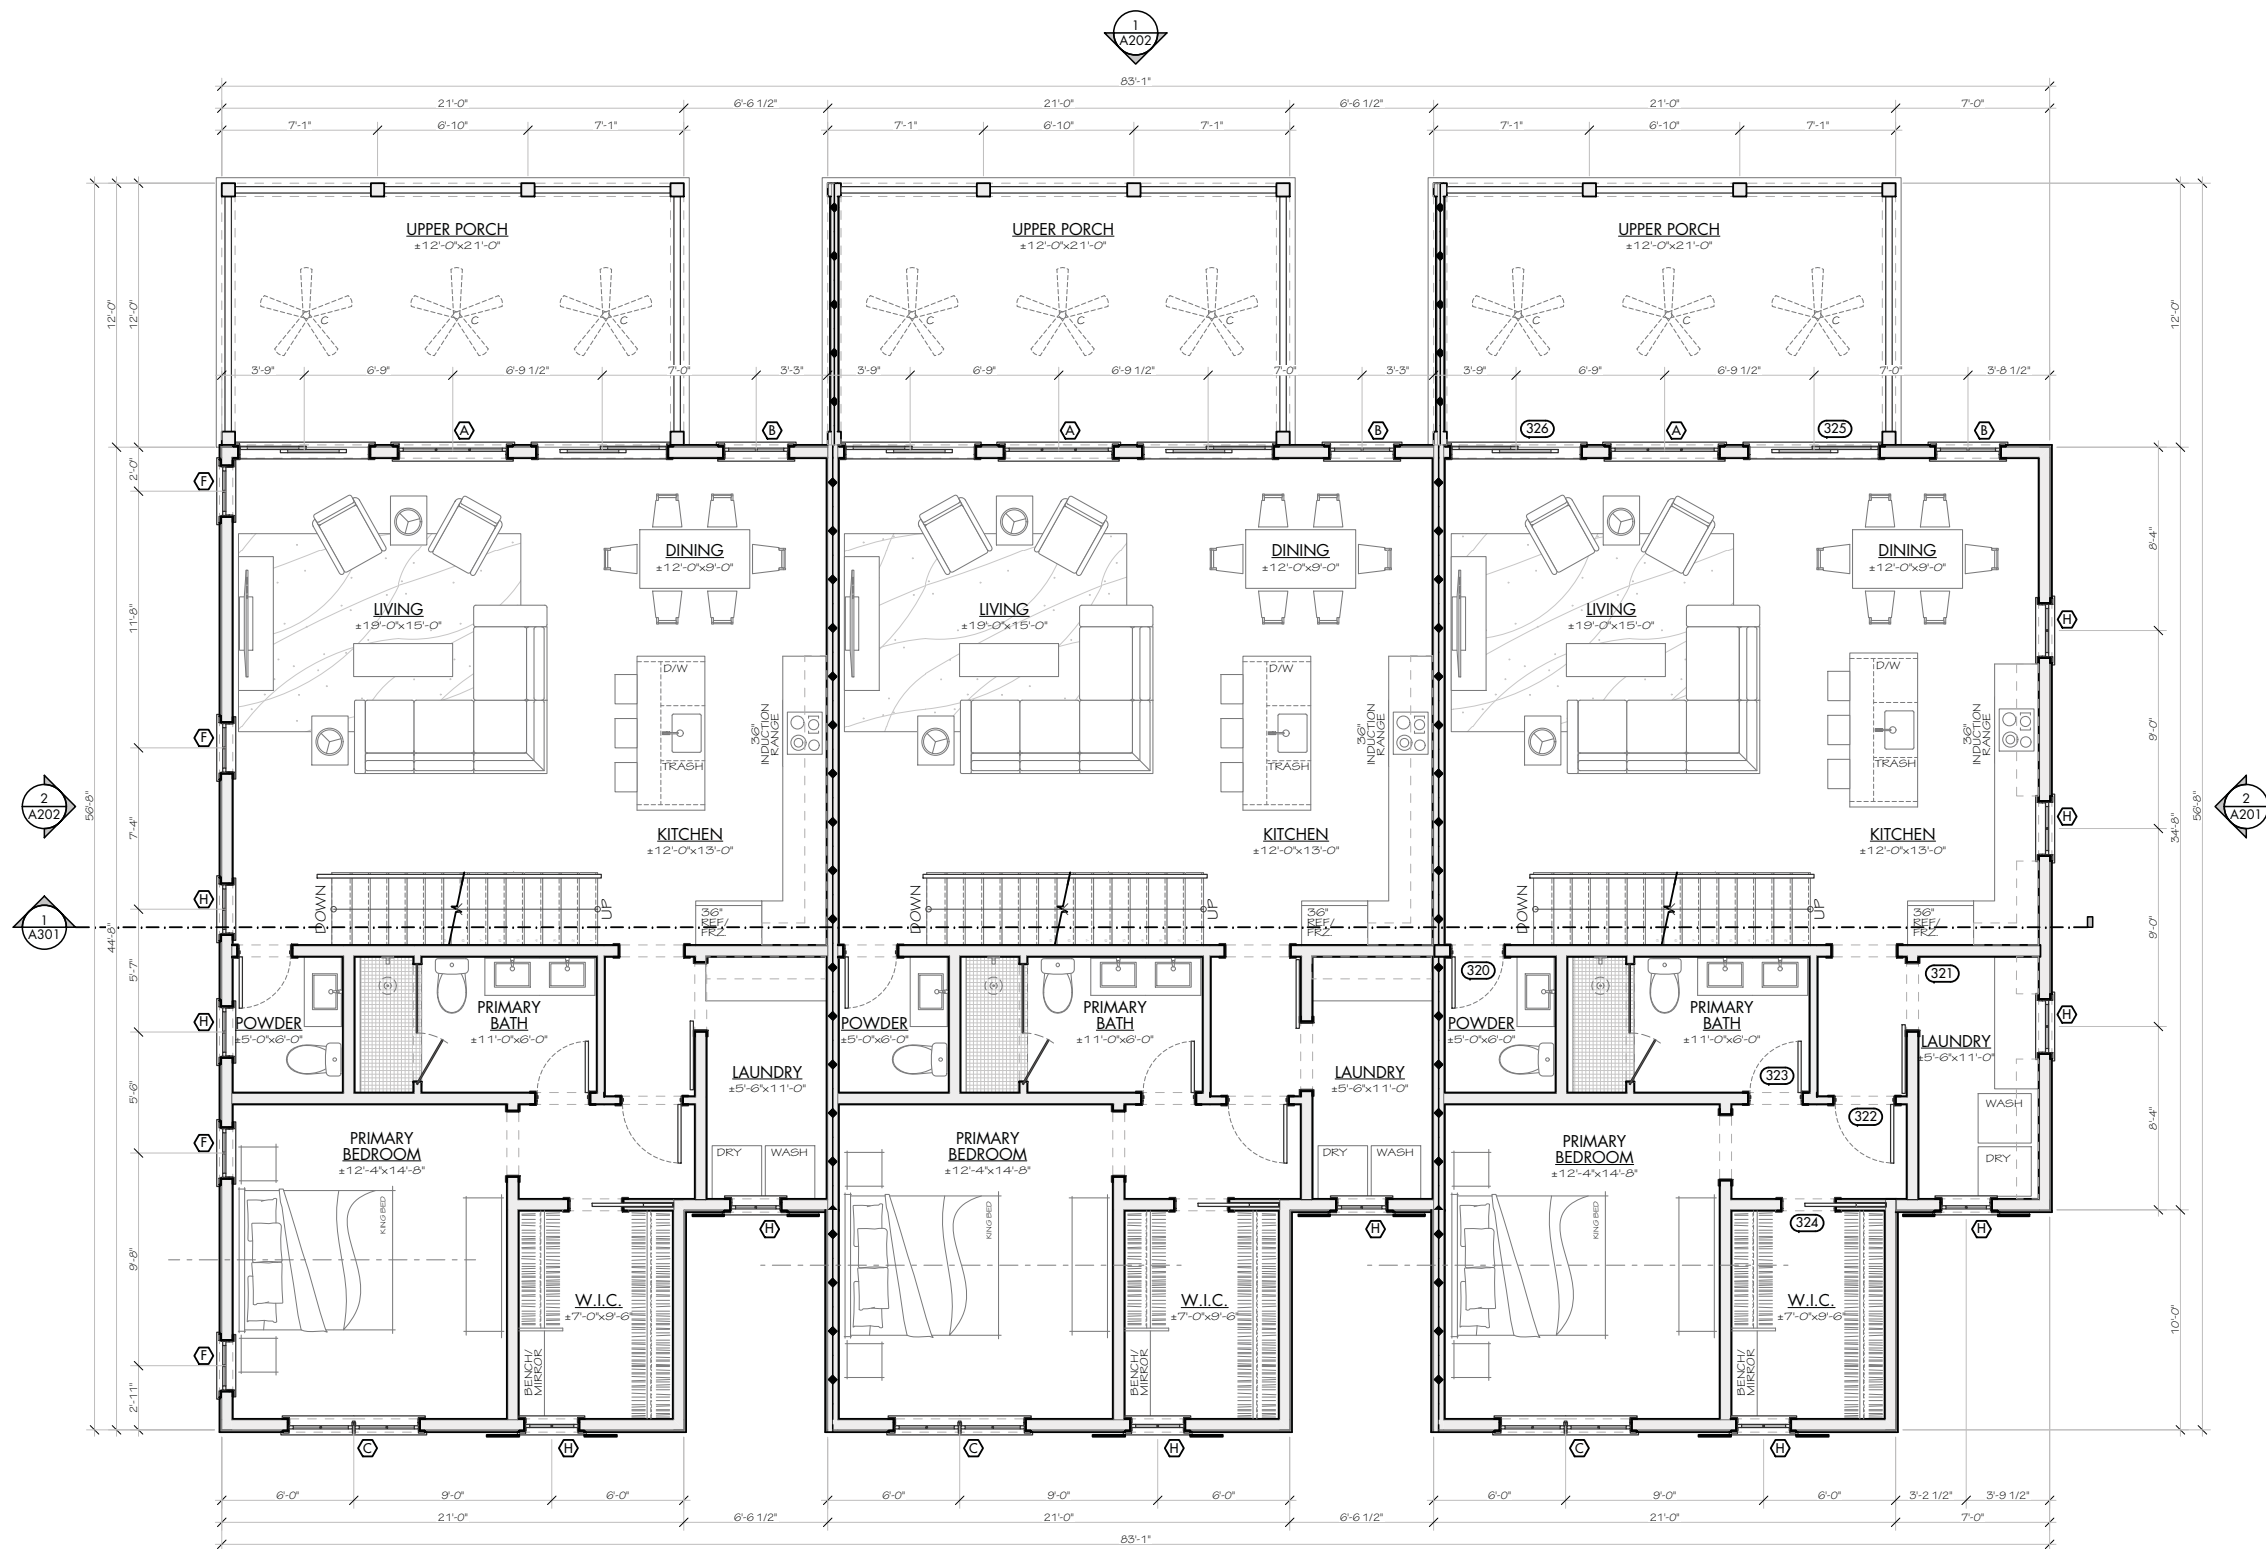 1
A202
83'-1"
21'-0" 6'-6 1/2" 21'-0" 6'-6 1/2" 21'-0" 7'-0"
7'-1" 6'-10" 7'-1" 7'-1" 6'-10" 7'-1" 7'-1" 6'-10" 7'-1"
UPPER PORCH UPPER PORCH UPPER PORCH
±12'-0"x21'-0" ±12'-0"x21'-0" ±12'-0"x21'-0"
12'-0" 12'-0" 12'-0"
C C C C C C C C C
3'-9" 6'-9" 6'-9 1/2" 7'-0" 3'-3" 3'-9" 6'-9" 6'-9 1/2" 7'-0" 3'-3" 3'-9" 6'-9" 6'-9 1/2" 7'-0" 3'-8 1/2"
A B A B 326 A 325 B
2'-0"
F
DINING DINING DINING
±12'-0"x9'-0" ±12'-0"x9'-0" ±12'-0"x9'-0"
8'-4"
LIVING LIVING LIVING
±19'-0"x15'-0" ±19'-0"x15'-0" ±19'-0"x15'-0"
11'-8"
H
D/W D/W D/W
36"
INDUCTION
RANGE
36"
INDUCTION
RANGE
36"
INDUCTION
RANGE
9'-0"
F
TRASH TRASH TRASH
2
A202
56'-8"
7'-4"
34'-8"
56'-8"
2
A201
H
KITCHEN KITCHEN KITCHEN
±12'-0"x13'-0" ±12'-0"x13'-0" ±12'-0"x13'-0"
H
DOWN UP DOWN UP DOWN UP
36"
REF/
FRZ.
36"
REF/
FRZ.
36"
REF/
FRZ.
1
A301
44'-8"
9'-0"
5'-7"
320 321
H
POWDER POWDER POWDER
±5'-0"x6'-0" ±5'-0"x6'-0" ±5'-0"x6'-0"
PRIMARY
BATH
±11'-0"x6'-0"
PRIMARY
BATH
±11'-0"x6'-0"
PRIMARY
BATH
±11'-0"x6'-0"
H
LAUNDRY
±5'-6"x11'-0"
LAUNDRY
±5'-6"x11'-0"
LAUNDRY
±5'-6"x11'-0"
5'-6"
323
322
8'-4"
WASH
DRY
F
PRIMARY
BEDROOM
±12'-4"x14'-8"
PRIMARY
BEDROOM
±12'-4"x14'-8"
PRIMARY
BEDROOM
±12'-4"x14'-8"
DRY WASH DRY WASH
KING BED KING BED KING BED
324
H H H
9'-8"
W.I.C. W.I.C. W.I.C.
±7'-0"x9'-6" ±7'-0"x9'-6" ±7'-0"x9'-6"
10'-0"
F
BENCH/
MIRROR
BENCH/
MIRROR
BENCH/
MIRROR
2'-11"
C H C H C H
6'-0" 9'-0" 6'-0" 6'-0" 9'-0" 6'-0" 6'-0" 9'-0" 6'-0" 3'-2 1/2" 3'-9 1/2"
21'-0" 6'-6 1/2" 21'-0" 6'-6 1/2" 21'-0" 7'-0"
83'-1"